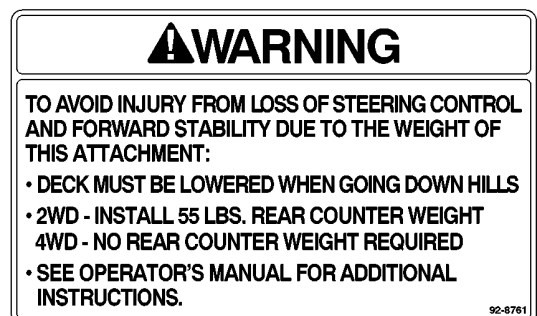 WARNING
TO AVOID INJURY FROM LOSS OF STEERING CONTROL
AND FORWARD STABILITY DUE TO THE WEIGHT OF
THIS ATTACHMENT:
• DECK MUST BE LOWERED WHEN GOING DOWN HILLS
• 2WD - INSTALL 55 LBS. REAR COUNTER WEIGHT
4WD - NO REAR COUNTER WEIGHT REQUIRED
• SEE OPERATOR'S MANUAL FOR ADDITIONAL
INSTRUCTIONS.
92-8761